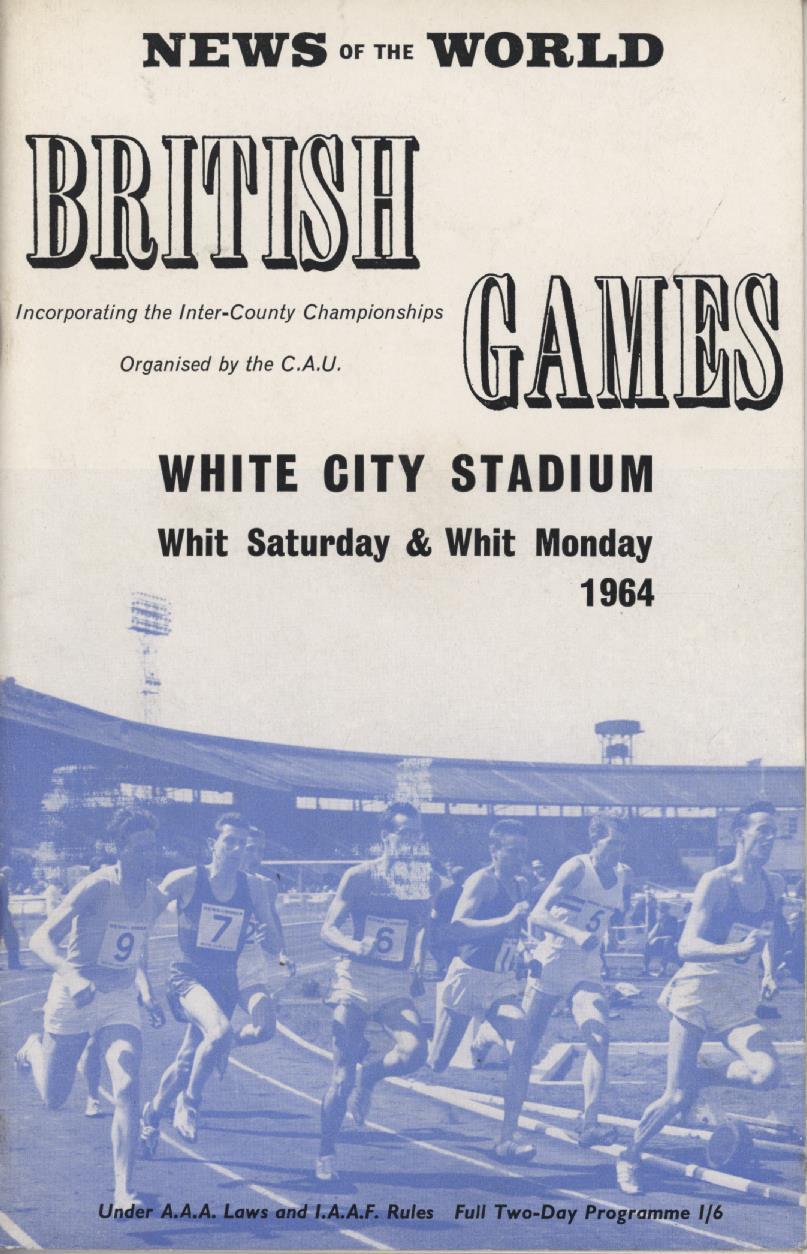 NEWS OF THE WORLD
BRITISH
GAMES
Incorporating the Inter-County Championships
Organised by the C.A.U.
WHITE CITY STADIUM
Whit Saturday & Whit Monday
1964
9
7
2
6
5
Under A.A.A. Laws and I.A.A.F. Rules Full Two-Day Programme 1/6